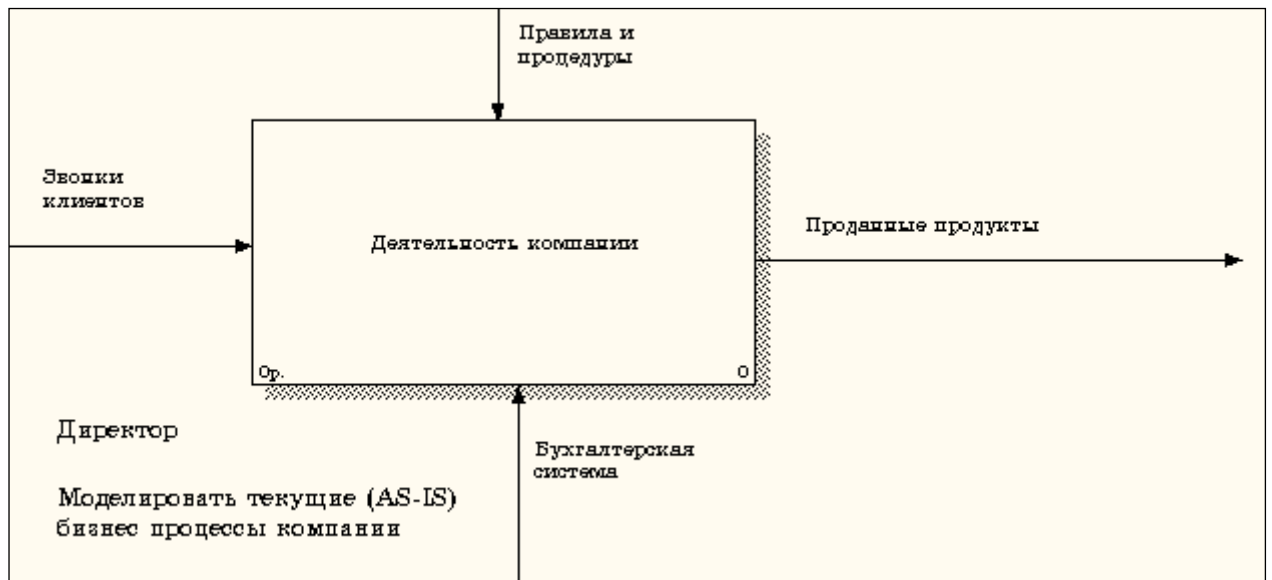 Правила и
процедуры
Звонки
клиентов
Деятельность компании
Проданные продукты
0р.
0
Директор
Бухгалтерская
система
Моделировать текущие (AS-IS)
бизнес процессы компании